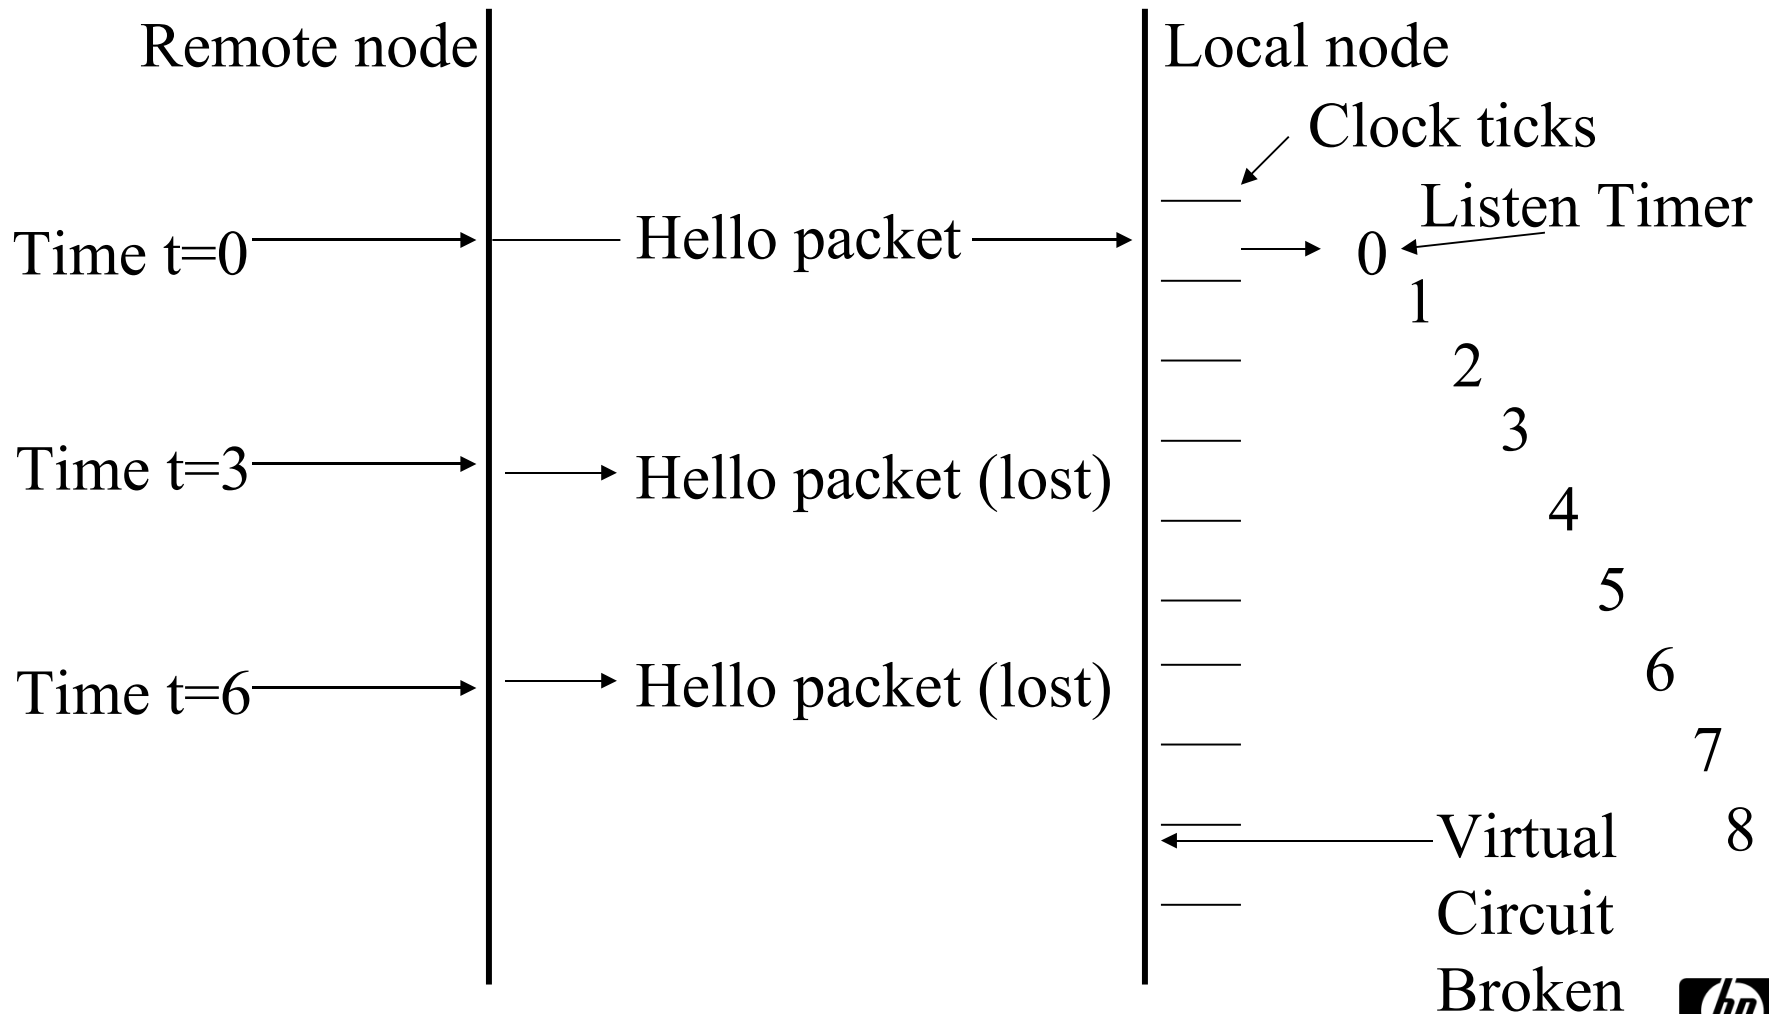 Remote node
Local node
Clock ticks
Listen Timer
Time t=0
Hello packet
0
1
2
3
Time t=3
Hello packet (lost)
4
5
6
Time t=6
Hello packet (lost)
7
8
Virtual
Circuit
Broken
hp